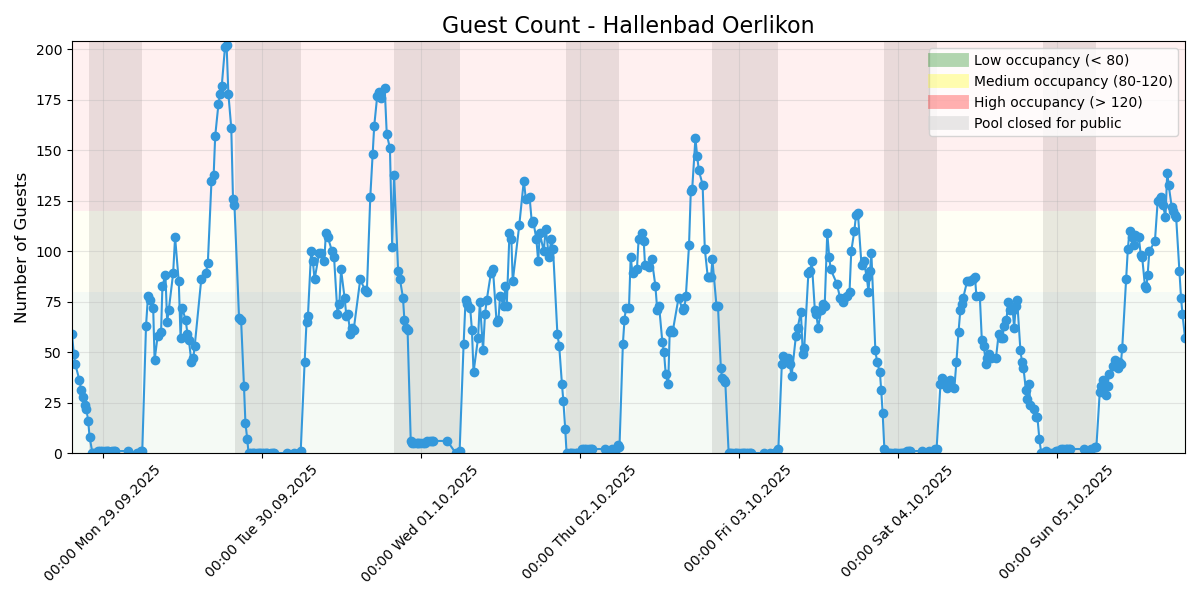 Guest Count - Hallenbad Oerlikon
Number of Guests
200
175
150
125
100
75
50
25
0
Low occupancy (< 80)
Medium occupancy (80-120)
High occupancy (> 120)
Pool closed for public
00:00 Mon 29.09.2025
00:00 Tue 30.09.2025
00:00 Wed 01.10.2025
00:00 Thu 02.10.2025
00:00 Fri 03.10.2025
00:00 Sat 04.10.2025
00:00 Sun 05.10.2025